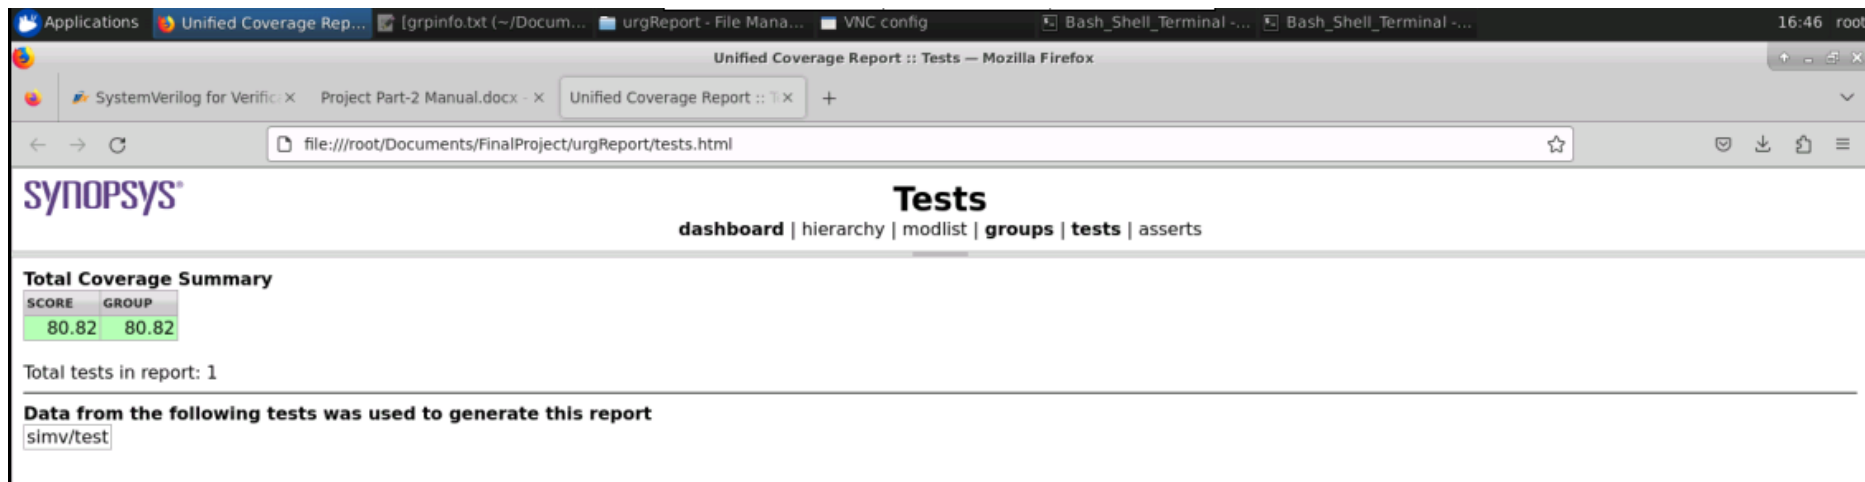 Applications Unified Coverage Rep... [grpinfo.txt (~/Docum... urgReport - File Mana... VNC config Bash_Shell_Terminal -... Bash_Shell_Terminal -... 16:46 root
Unified Coverage Report :: Tests — Mozilla Firefox
SystemVerilog for Verific Project Part-2 Manual.docx - Unified Coverage Report ::
file:///root/Documents/FinalProject/urgReport/tests.html
SYNOPSYS®
Tests
dashboard | hierarchy | modlist | groups | tests | asserts
Total Coverage Summary
SCORE GROUP
80.82 80.82
Total tests in report: 1
Data from the following tests was used to generate this report
simv/test